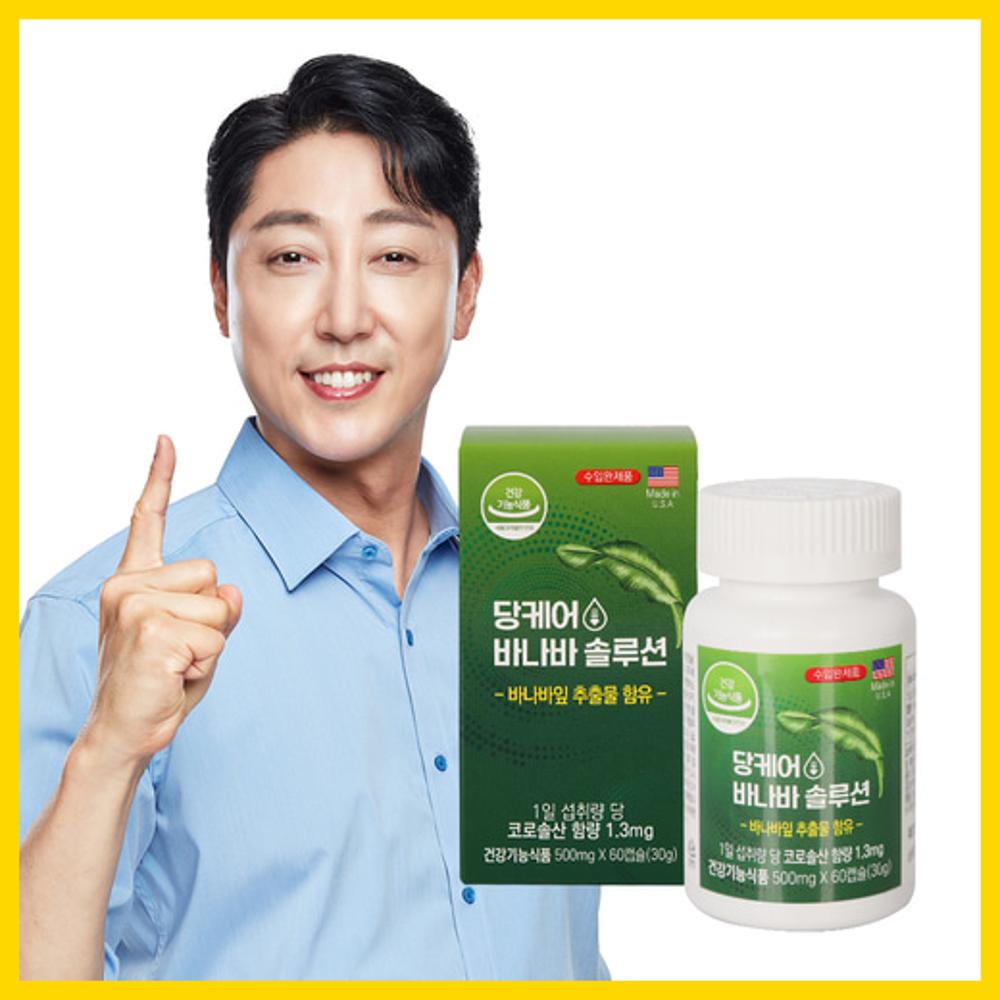 건강
기능식품
수입완제품
Made in
U.S.A
당케어
바나바 솔루션
- 바나바잎 추출물 함유 -
1일 섭취량 당
코로솔산 함량 1.3mg
건강기능식품 500mg X 60캡슐(30g)
건강
기능식품
수입완제품
Made in
U.S.A
당케어
바나바 솔루션
- 바나바잎 추출물 함유 -
1일 섭취량 당 코로솔산 함량 1.3mg
건강기능식품 500mg X 60캡슐(30g)